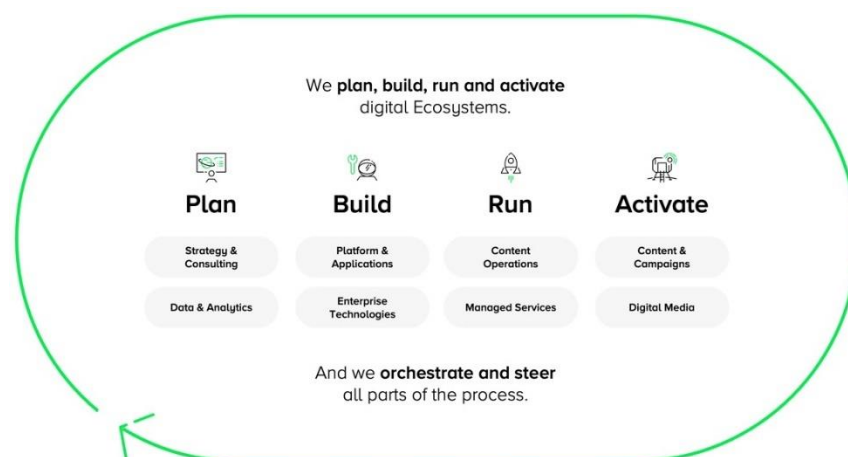 We plan, build, run and activate
digital Ecosystems.
Plan
Build
Run
Activate
Strategy &
Consulting
Platform &
Applications
Content
Operations
Content &
Campaigns
Data & Analytics
Enterprise
Technologies
Managed Services
Digital Media
And we orchestrate and steer
all parts of the process.